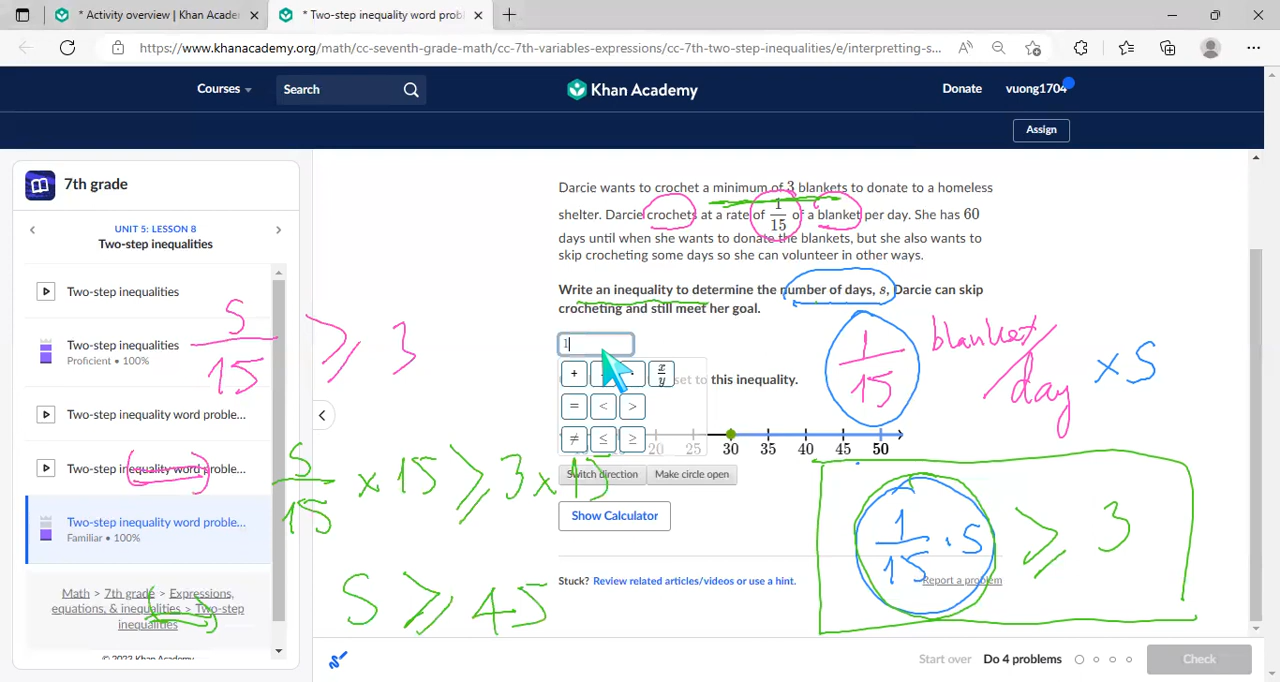 * Activity overview | Khan Academ
* Two-step inequality word probl
https://www.khanacademy.org/math/cc-seventh-grade-math/cc-7th-variables-expressions/cc-7th-two-step-inequalities/e/interpretting-s...
Courses
Search
Khan Academy
Donate
vuong1704
Assign
7th grade
UNIT 5: LESSON 8
Two-step inequalities
Two-step inequalities
Two-step inequalities
Proficient • 100%
Two-step inequality word proble...
Two-step inequality word proble...
Two-step inequality word proble...
Familiar • 100%
Math > 7th grade > Expressions,
equations, & inequalities > Two-step
inequalities
© 2023 Khan Academy
Darcie wants to crochet a minimum of 3 blankets to donate to a homeless
shelter. Darcie crochets at a rate of 1/15 of a blanket per day. She has 60
days until when she wants to donate the blankets, but she also wants to
skip crocheting some days so she can volunteer in other ways.
Write an inequality to determine the number of days, s, Darcie can skip
crocheting and still meet her goal.
1
+ · x/y
= < >
≠ ≤ ≥
set to this inequality.
20 25 30 35 40 45 50
Switch direction Make circle open
Show Calculator
Stuck? Review related articles/videos or use a hint.
Report a problem
Start over Do 4 problems Check
s/15 ≥ 3
s/15 × 15 ≥ 3 × 15
s ≥ 45
1/15 blanket/day × s
1/15 · s ≥ 3